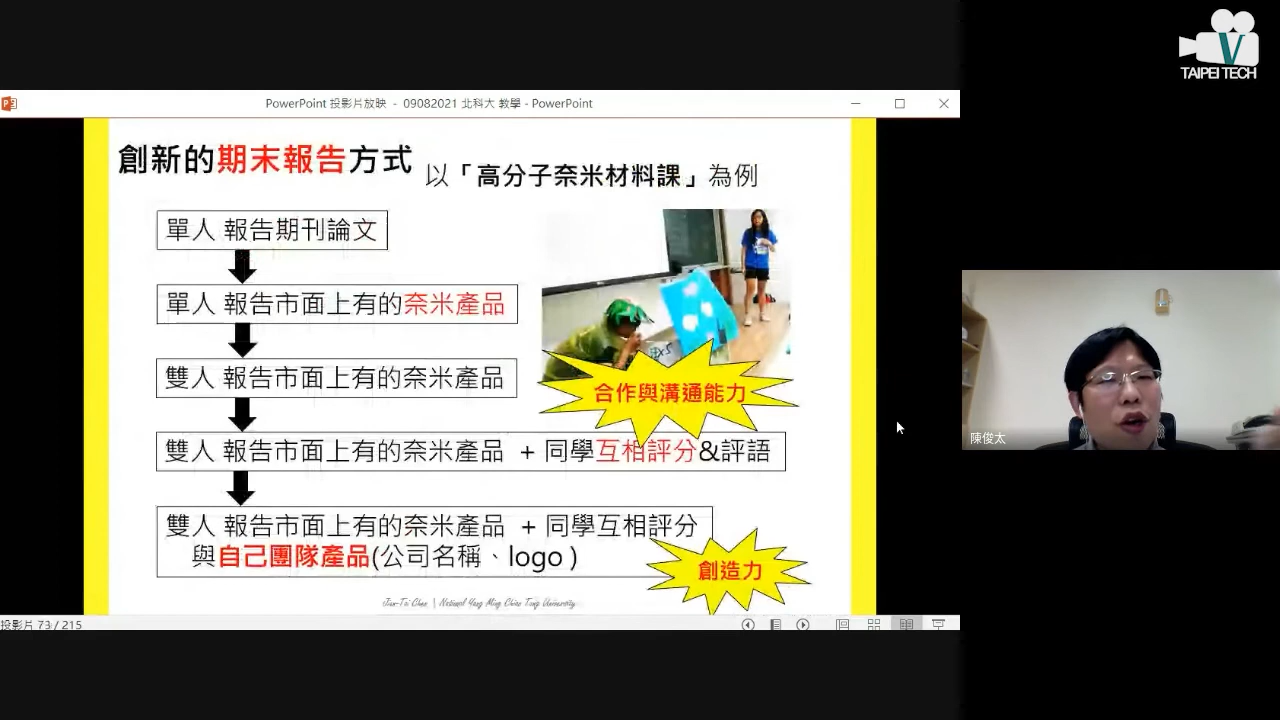 TAIPEI TECH
PowerPoint 投影片放映 - 09082021 北科大 教學 - PowerPoint
創新的期末報告方式
以「高分子奈米材料課」為例
單人 報告期刊論文
單人 報告市面上有的奈米產品
雙人 報告市面上有的奈米產品
合作與溝通能力
雙人 報告市面上有的奈米產品 + 同學互相評分&評語
雙人 報告市面上有的奈米產品 + 同學互相評分
與自己團隊產品(公司名稱、logo )
創造力
Jiun-Tai Chen | National Yang Ming Chiao Tung University
投影片 73 / 215
陳俊太